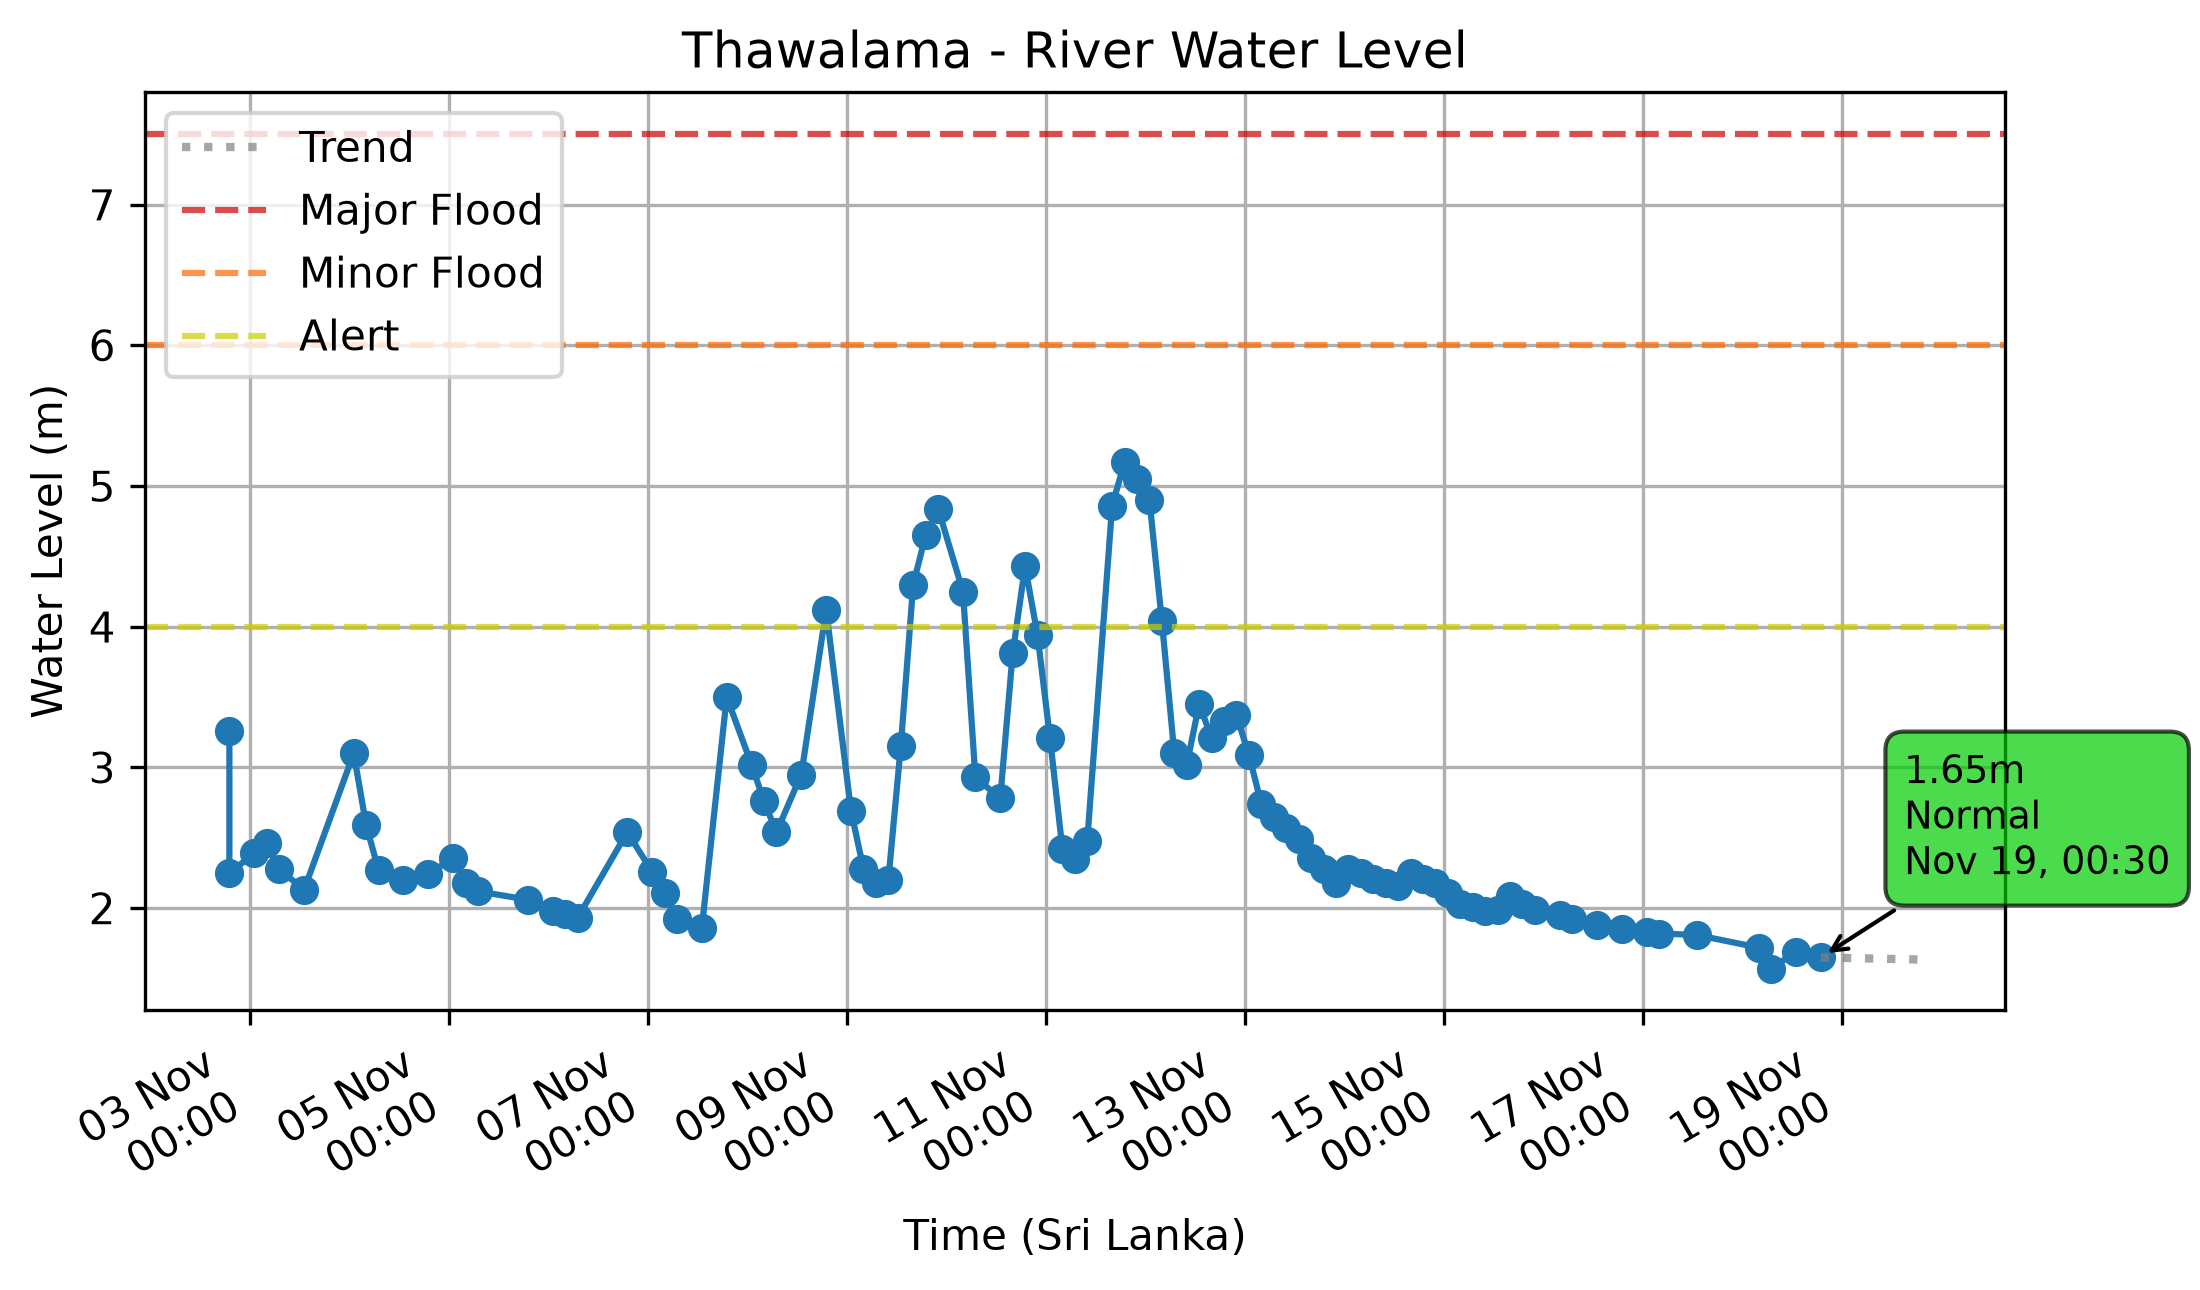 Thawalama - River Water Level
Trend
Major Flood
Minor Flood
Alert
Water Level (m)
7
6
5
4
3
2
1.65m
Normal
Nov 19, 00:30
03 Nov
00:00
05 Nov
00:00
07 Nov
00:00
09 Nov
00:00
11 Nov
00:00
13 Nov
00:00
15 Nov
00:00
17 Nov
00:00
19 Nov
00:00
Time (Sri Lanka)